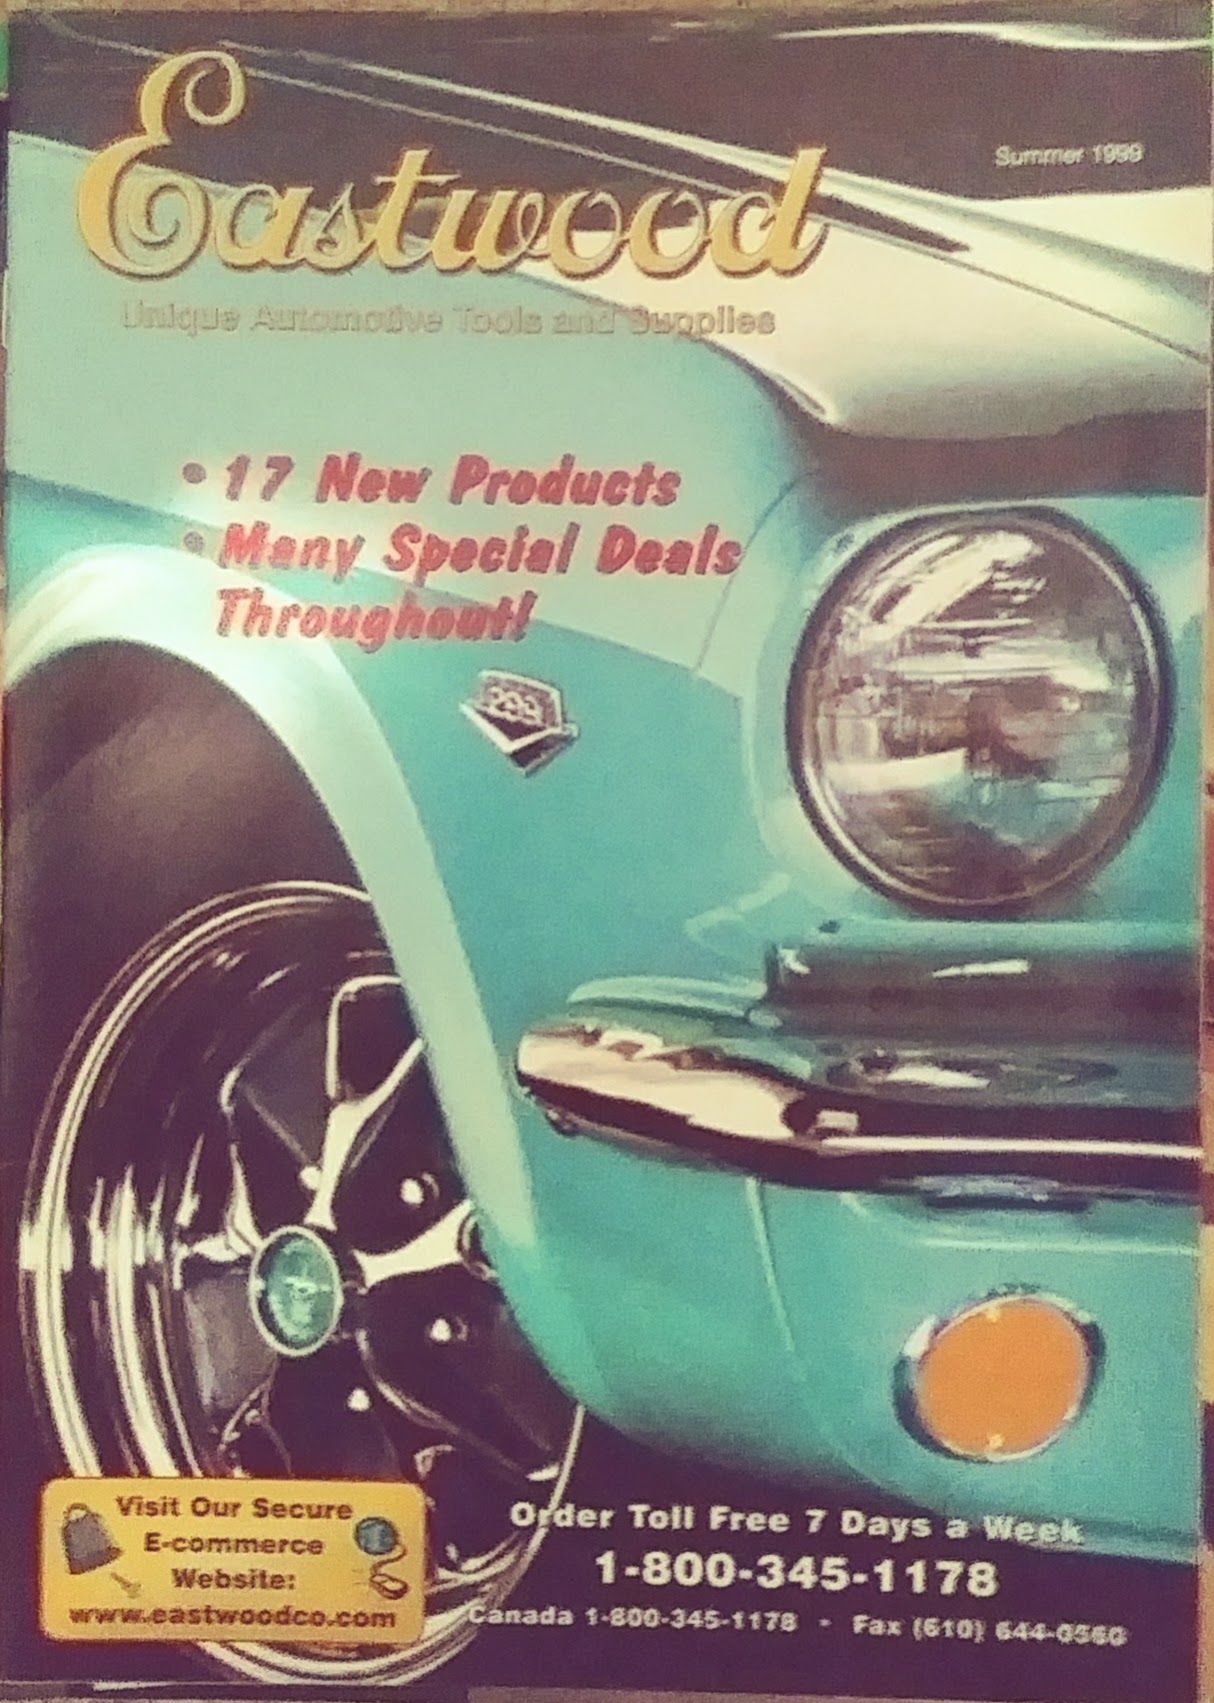 Summer 1999
Eastwood
Unique Automotive Tools and Supplies
• 17 New Products
• Many Special Deals
Throughout!
289
Visit Our Secure
E-commerce
Website:
www.eastwoodco.com
Order Toll Free 7 Days a Week
1-800-345-1178
Canada 1-800-345-1178 • Fax (610) 644-0560